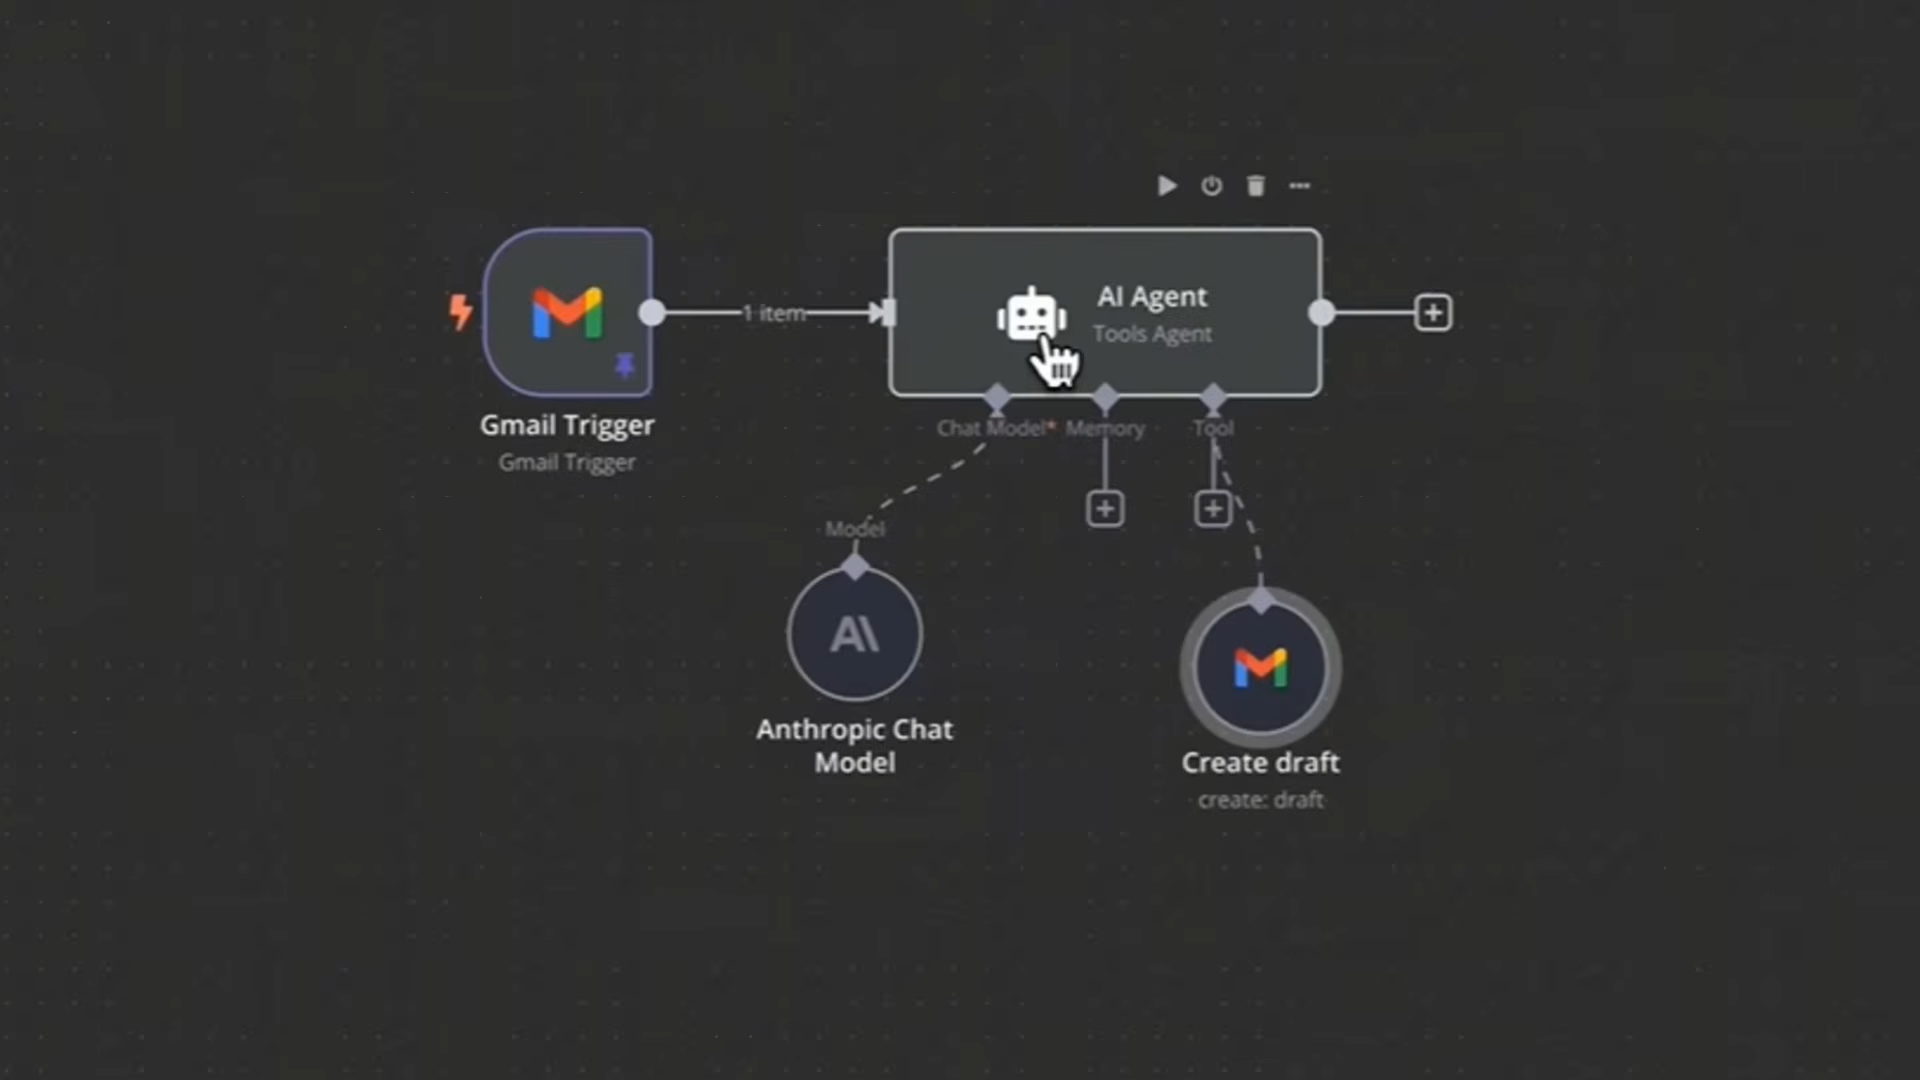 1 item
AI Agent
Tools Agent
Gmail Trigger
Gmail Trigger
Chat Model*
Memory
Tool
Model
Anthropic Chat
Model
Create draft
create: draft